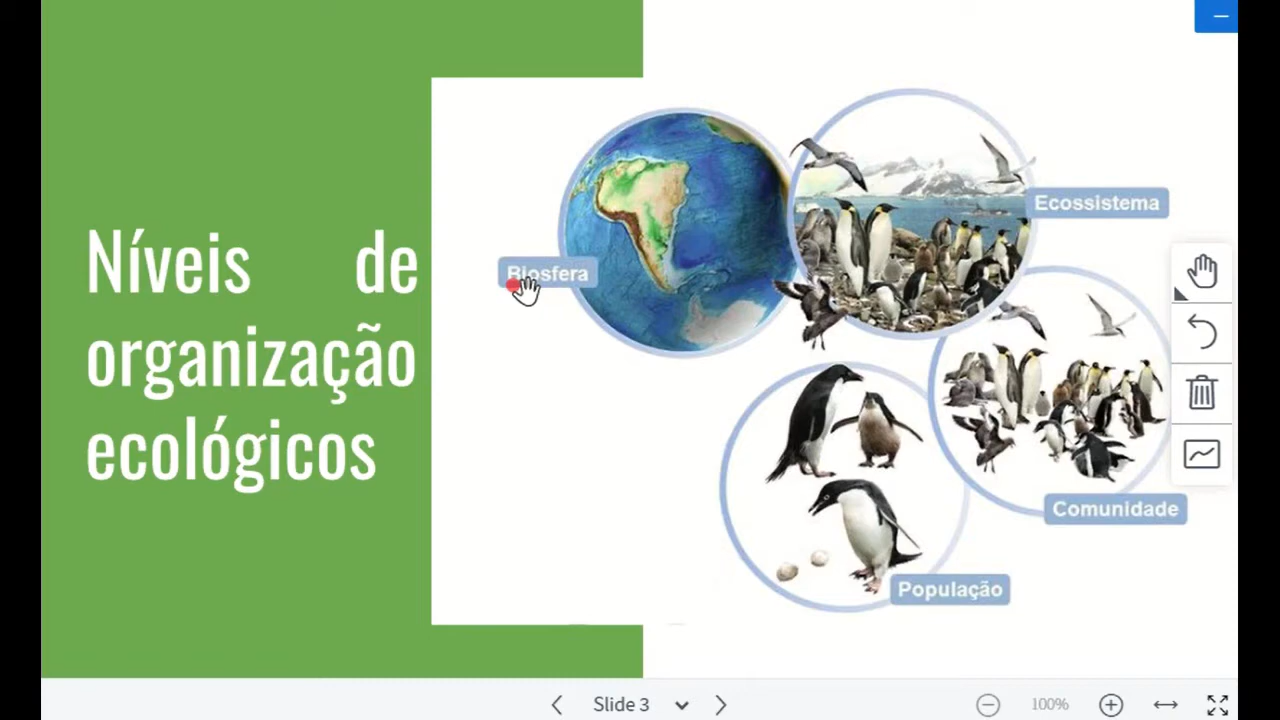 Níveis de
organização
ecológicos
Biosfera
Ecossistema
Comunidade
População
Slide 3
100%